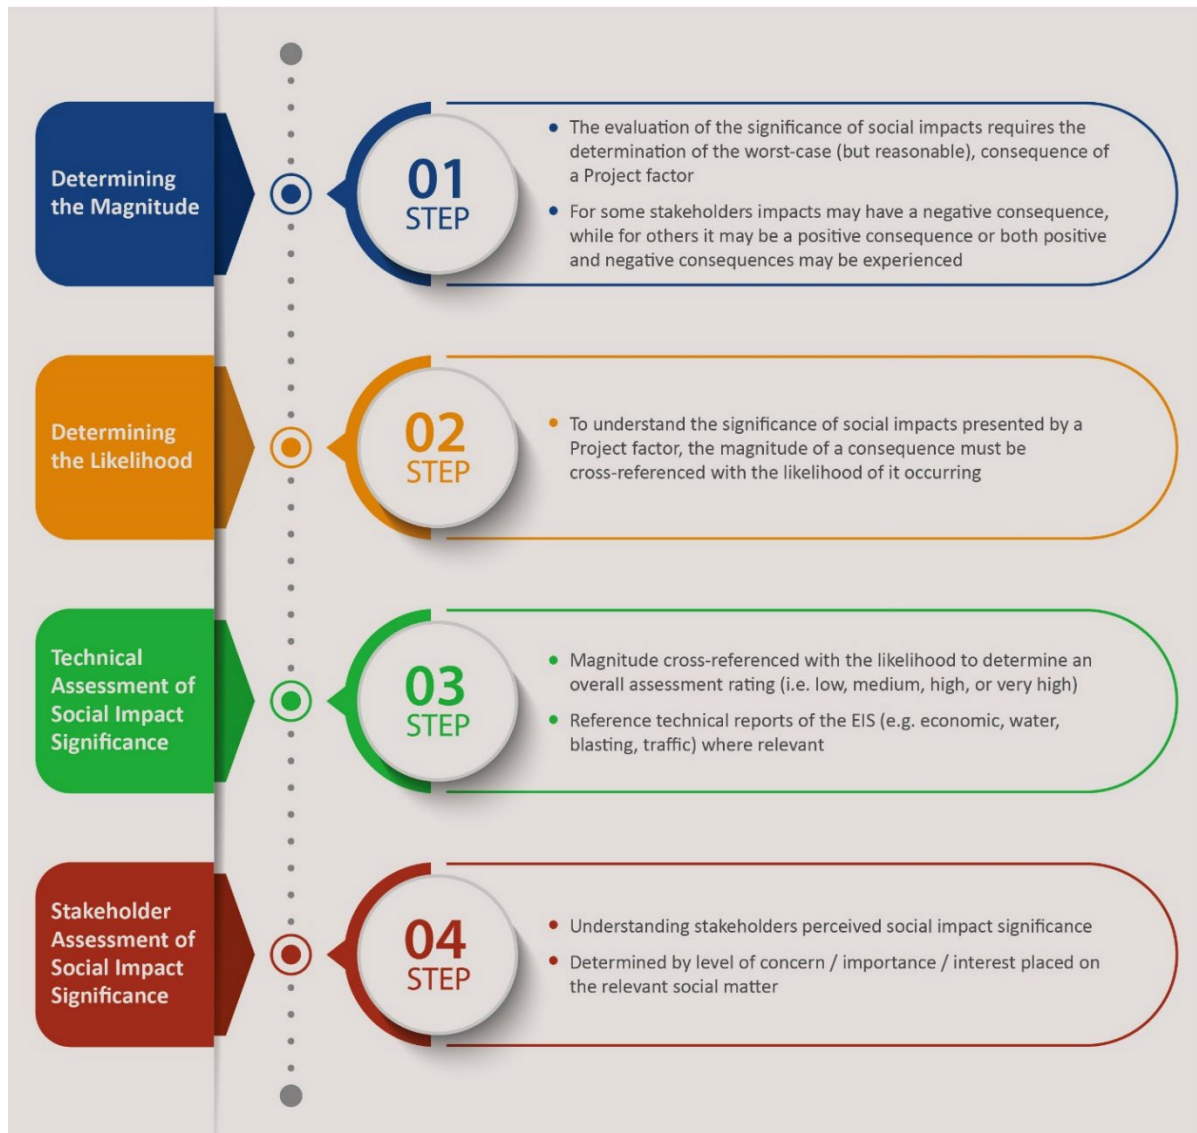 Determining
the Magnitude
01
STEP
• The evaluation of the significance of social impacts requires the
determination of the worst-case (but reasonable), consequence of
a Project factor
• For some stakeholders impacts may have a negative consequence,
while for others it may be a positive consequence or both positive
and negative consequences may be experienced
Determining
the Likelihood
02
STEP
• To understand the significance of social impacts presented by a
Project factor, the magnitude of a consequence must be
cross-referenced with the likelihood of it occurring
Technical
Assessment of
Social Impact
Significance
03
STEP
• Magnitude cross-referenced with the likelihood to determine an
overall assessment rating (i.e. low, medium, high, or very high)
• Reference technical reports of the EIS (e.g. economic, water,
blasting, traffic) where relevant
Stakeholder
Assessment of
Social Impact
Significance
04
STEP
• Understanding stakeholders perceived social impact significance
• Determined by level of concern / importance / interest placed on
the relevant social matter